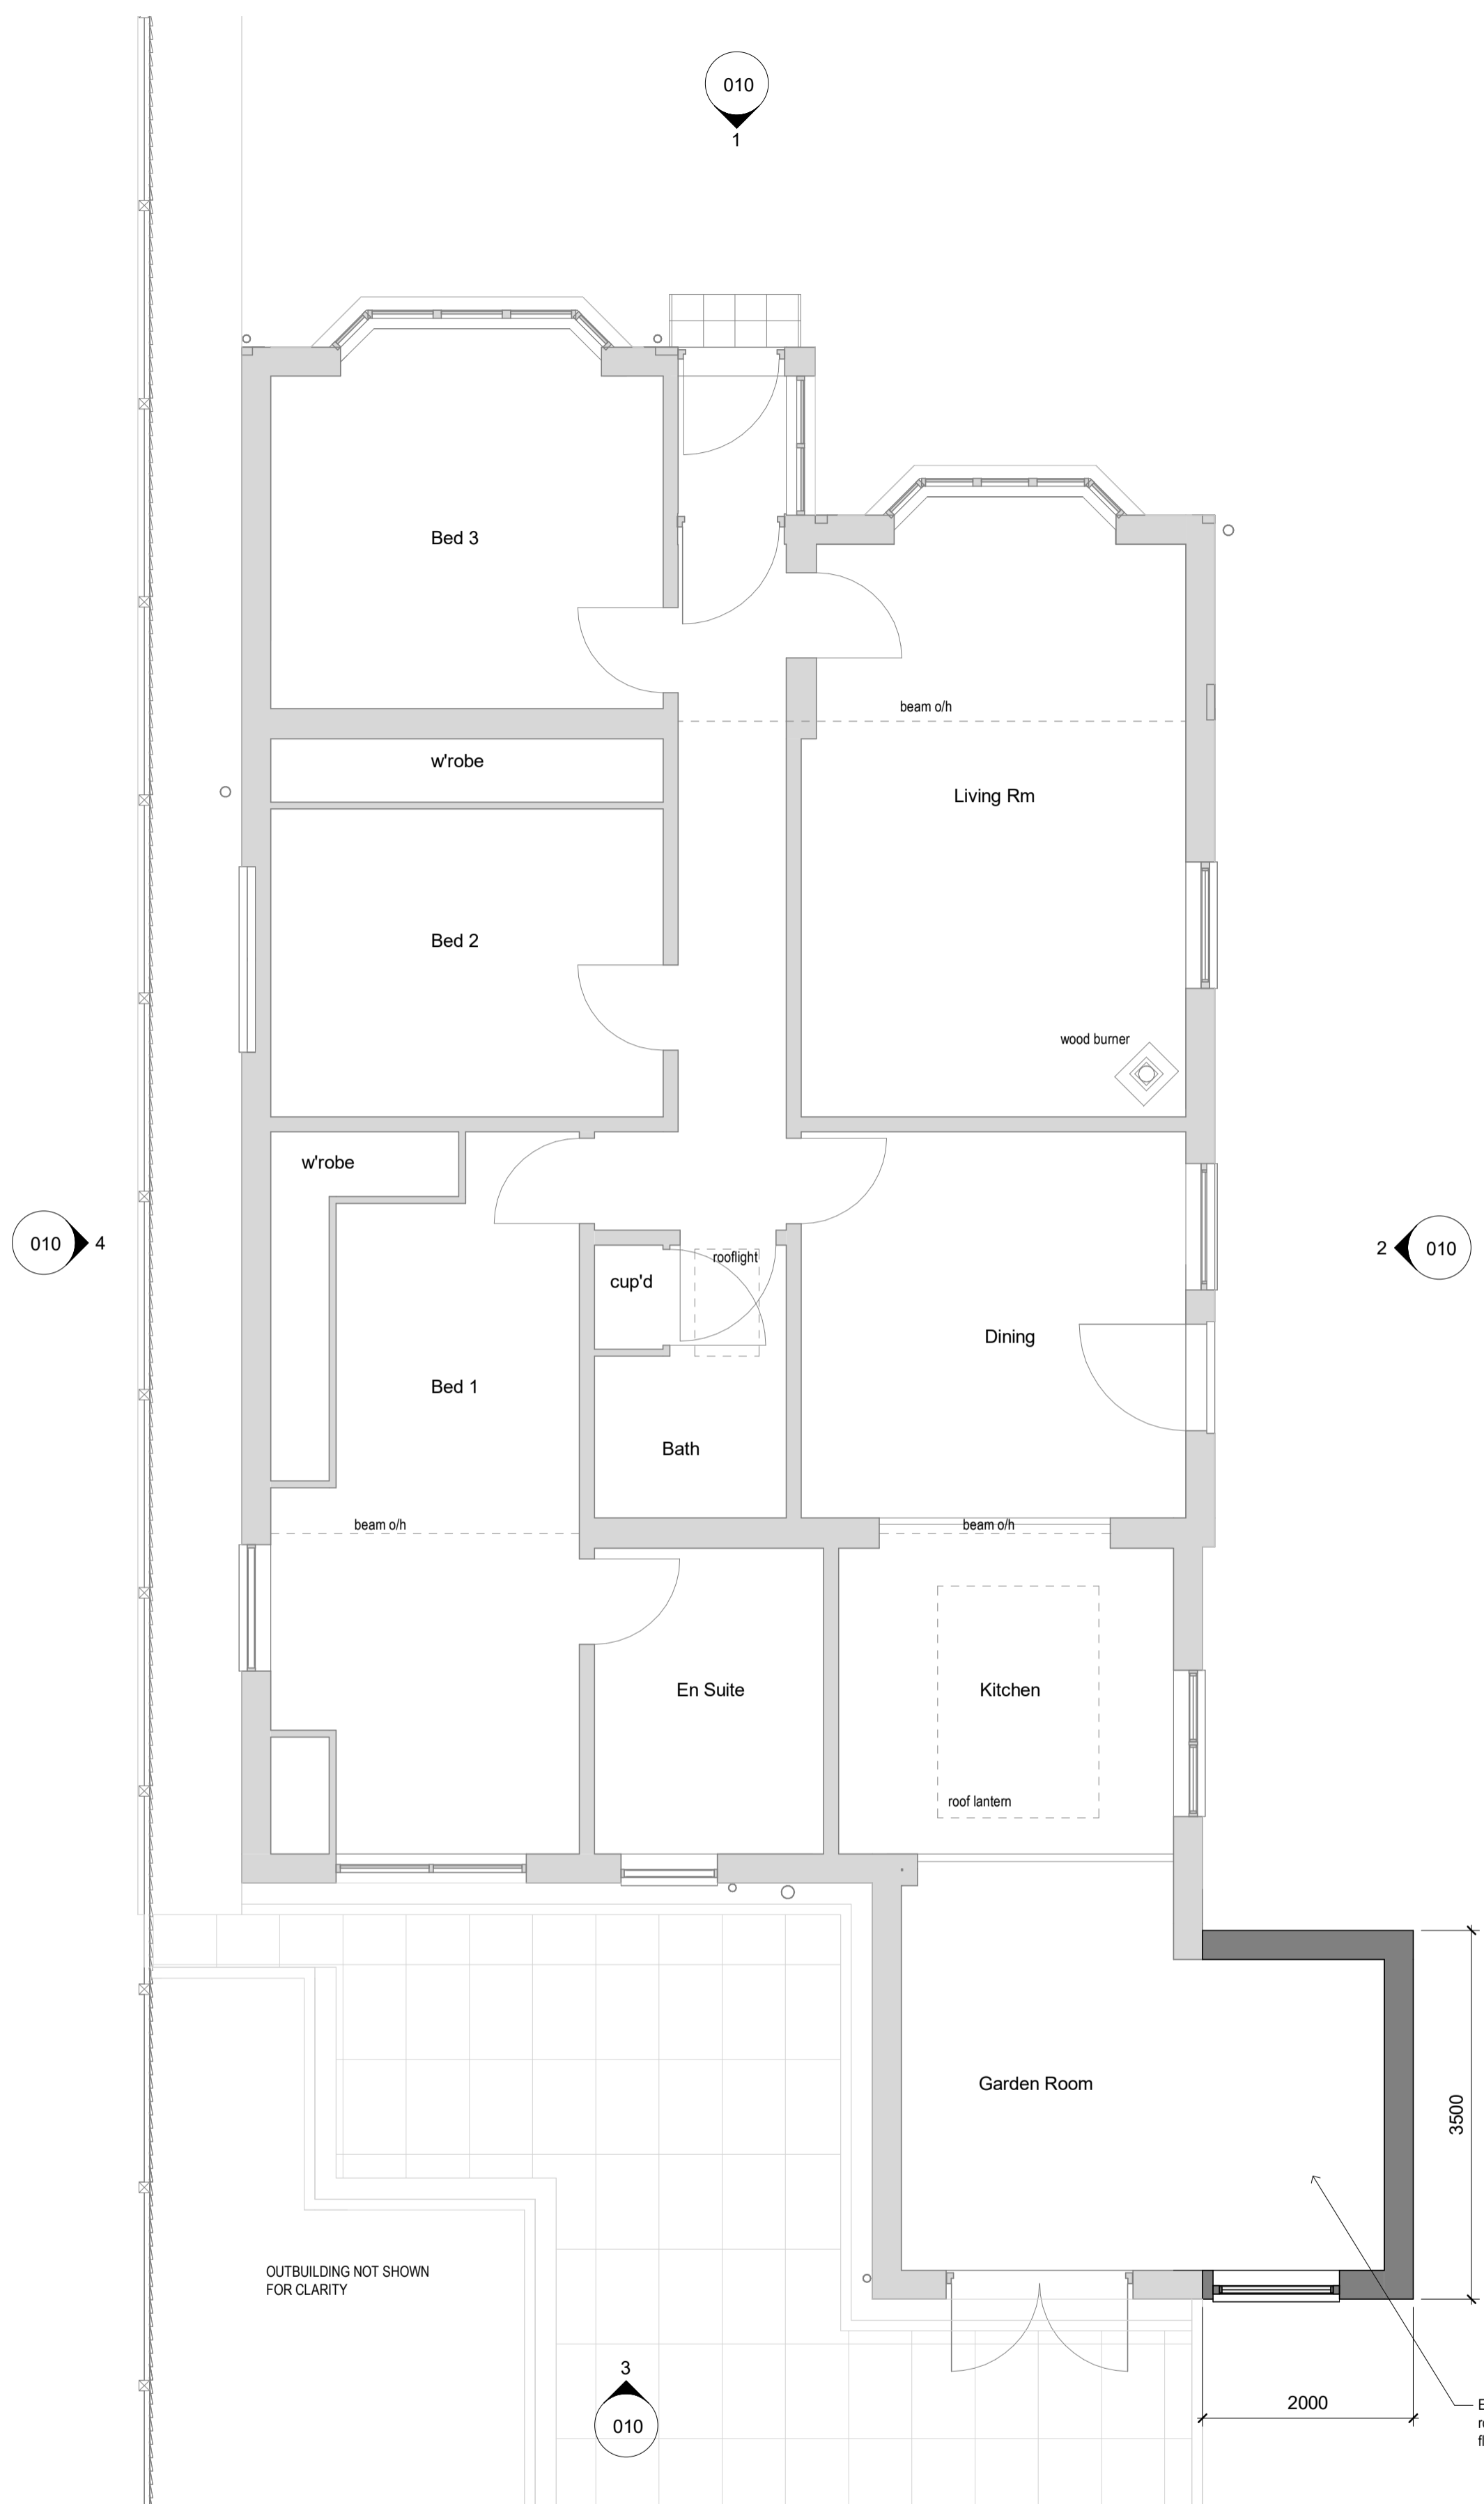 010
1
Bed 3
beam o/h
w'robe
Living Rm
Bed 2
wood burner
w'robe
010
4
2
010
rooflight
cup'd
Dining
Bed 1
Bath
beam o/h
beam o/h
En Suite
Kitchen
roof lantern
Garden Room
3500
OUTBUILDING NOT SHOWN
FOR CLARITY
3
010
2000